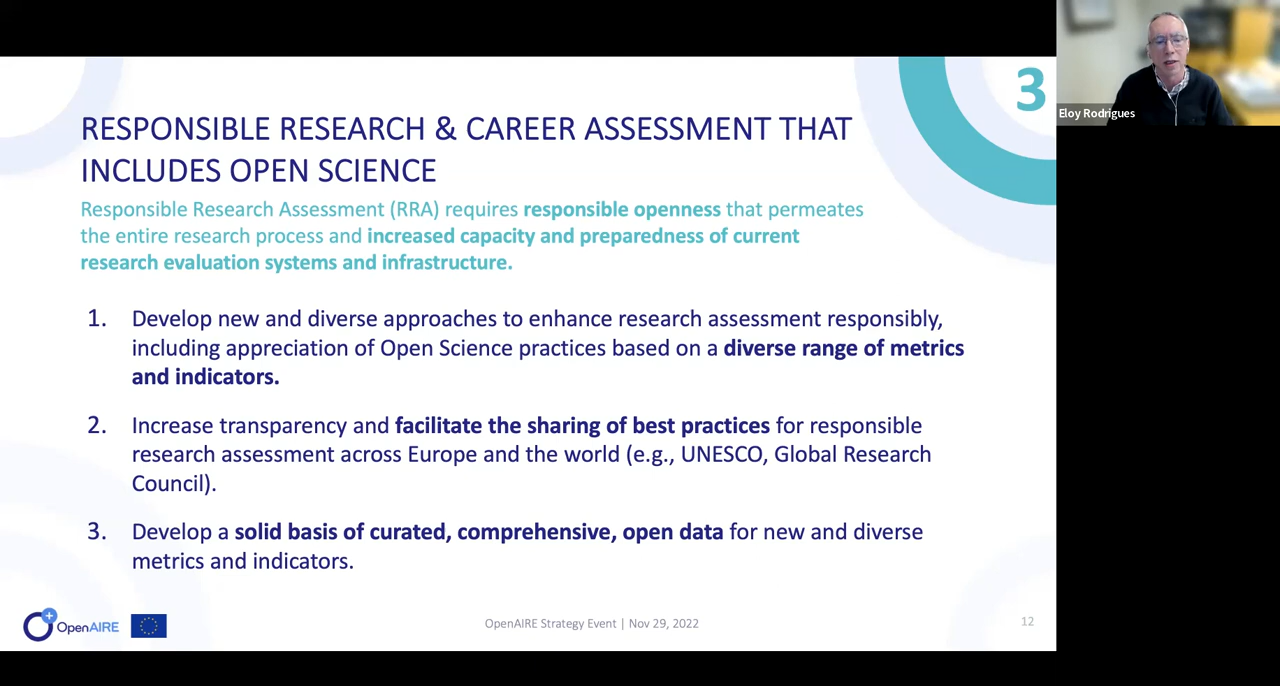 3
Eloy Rodrigues
RESPONSIBLE RESEARCH & CAREER ASSESSMENT THAT
INCLUDES OPEN SCIENCE
Responsible Research Assessment (RRA) requires responsible openness that permeates
the entire research process and increased capacity and preparedness of current
research evaluation systems and infrastructure.
1. Develop new and diverse approaches to enhance research assessment responsibly,
including appreciation of Open Science practices based on a diverse range of metrics
and indicators.
2. Increase transparency and facilitate the sharing of best practices for responsible
research assessment across Europe and the world (e.g., UNESCO, Global Research
Council).
3. Develop a solid basis of curated, comprehensive, open data for new and diverse
metrics and indicators.
OpenAIRE
OpenAIRE Strategy Event | Nov 29, 2022
12